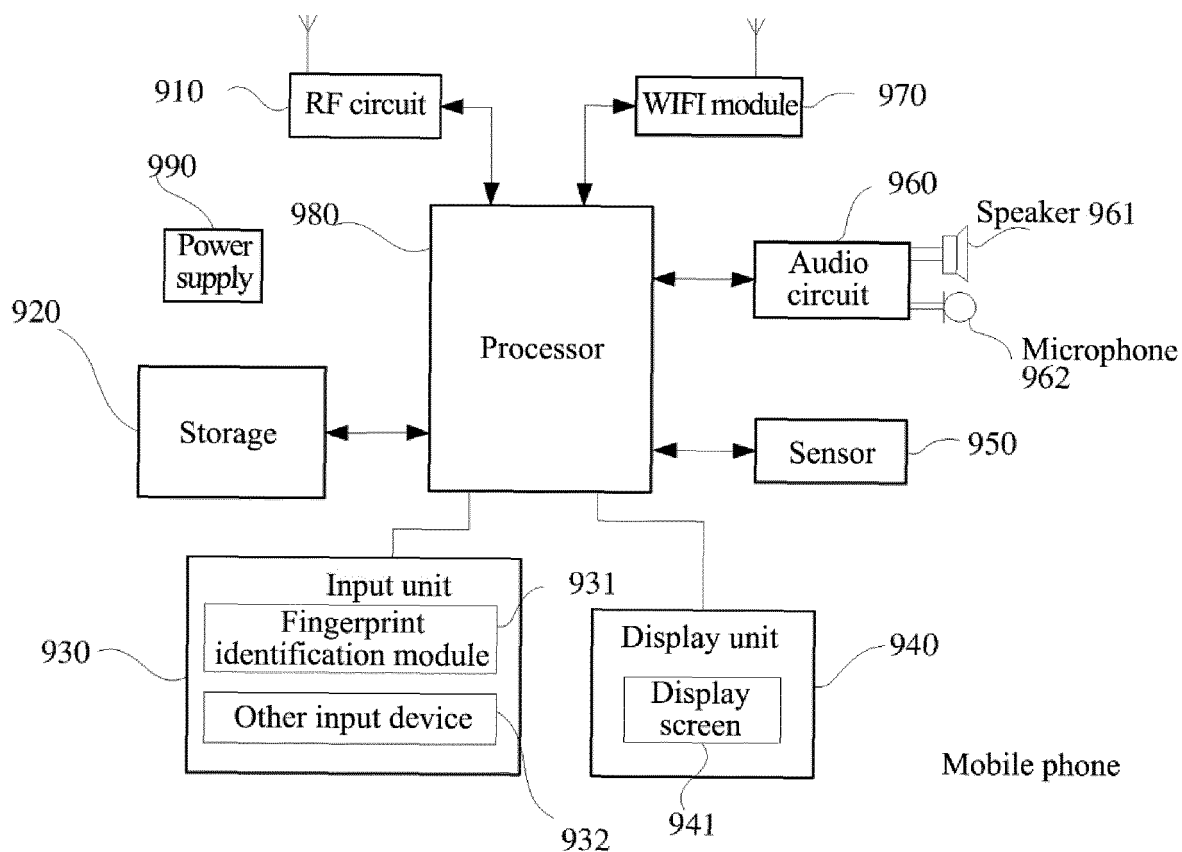 910
RF circuit
WIFI module
970
990
Power
supply
980
960
Speaker 961
Audio
circuit
920
Processor
Microphone
962
Storage
Sensor
950
Input unit
931
Fingerprint
identification module
930
Other input device
932
Display unit
940
Display
screen
941
Mobile phone